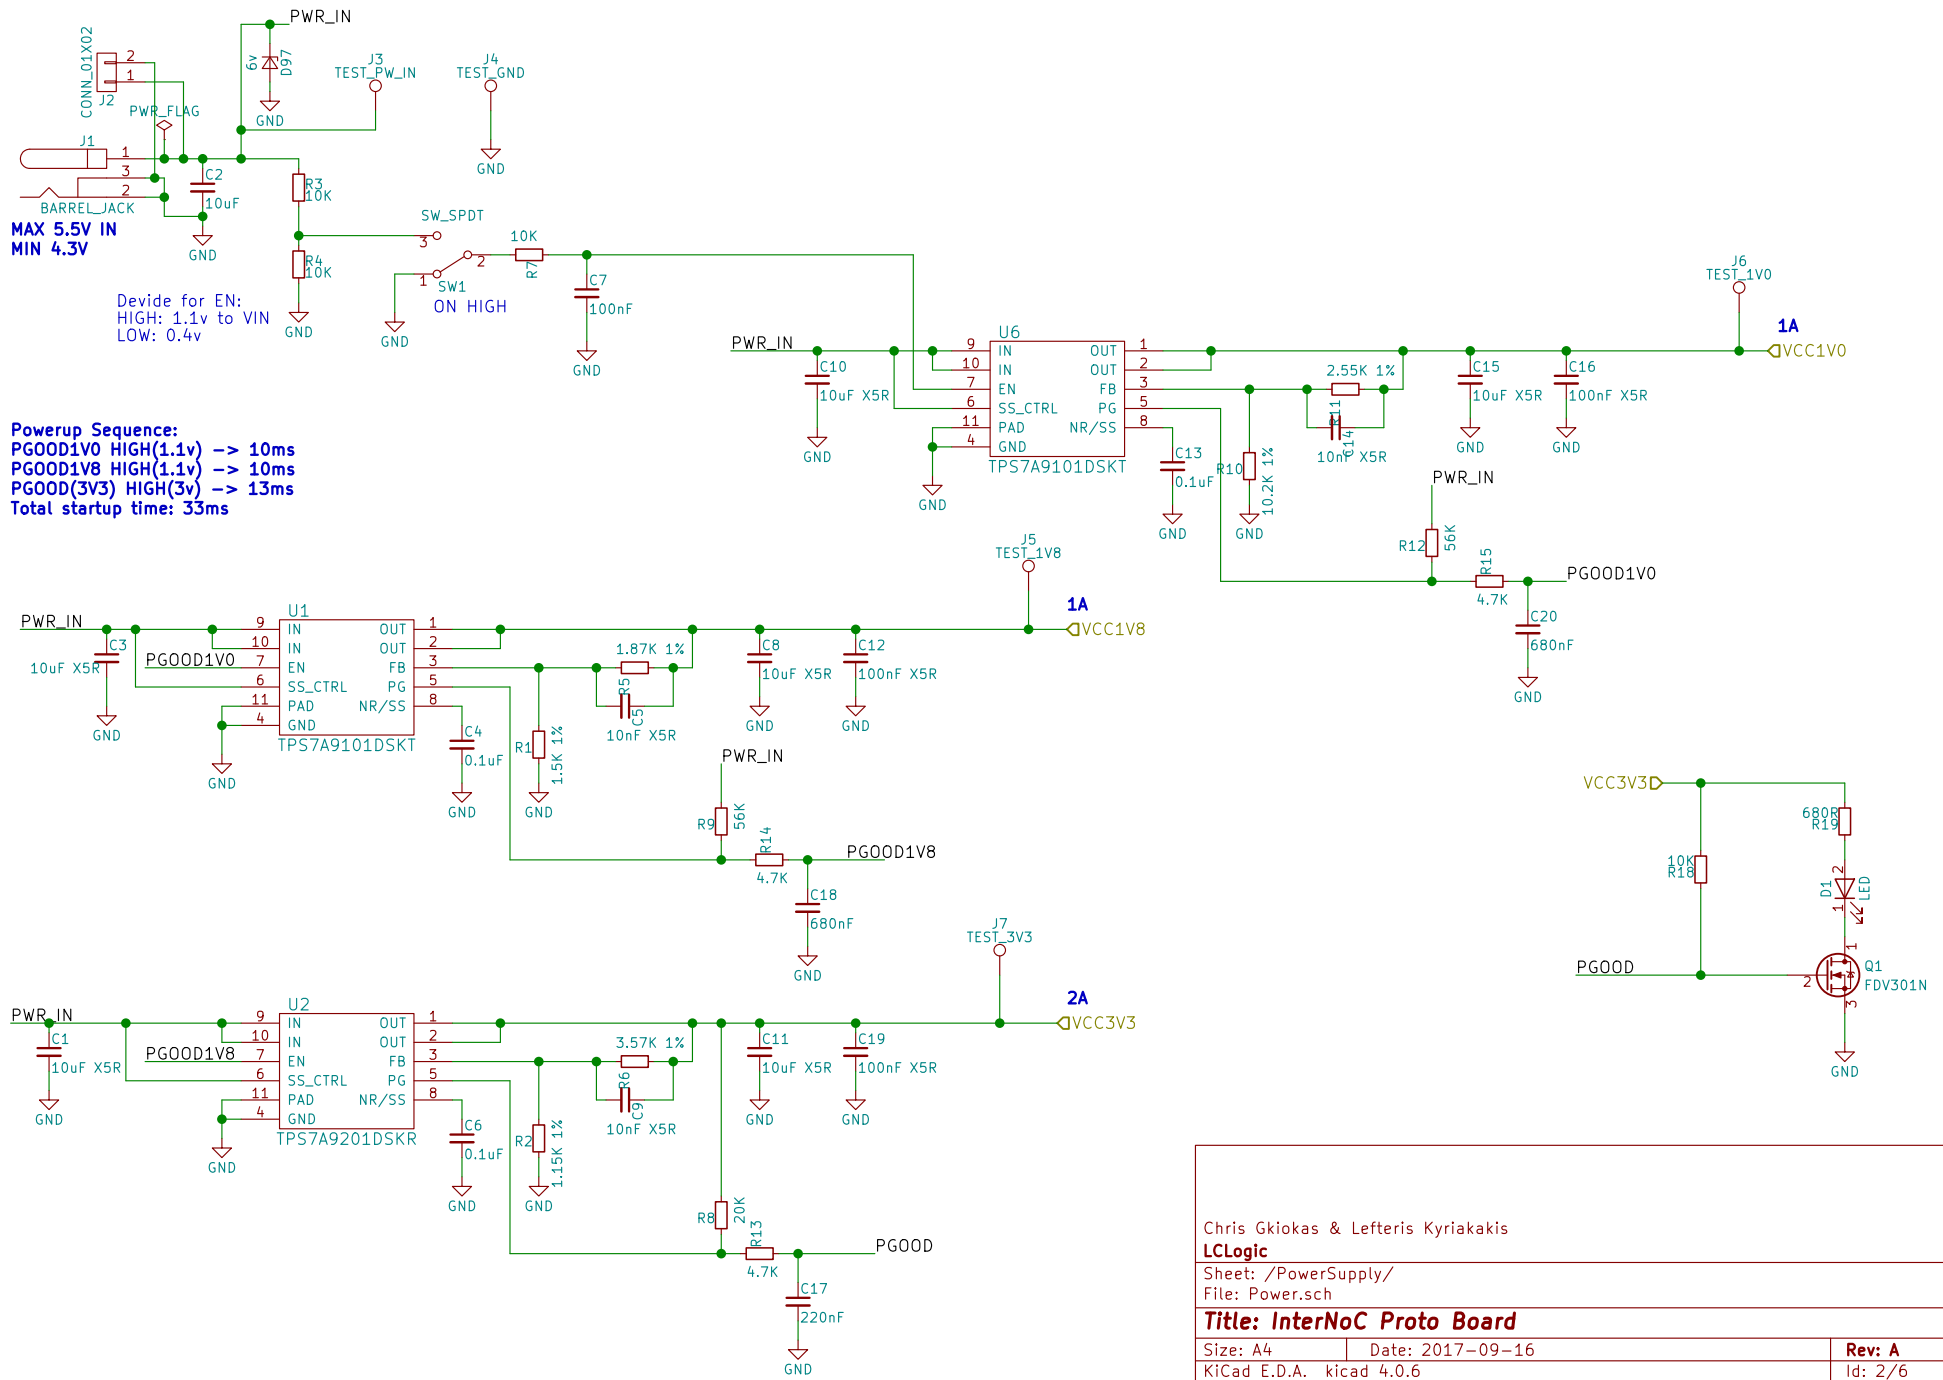 PWR_IN
CONN_01X02
2
1
J2
6v
D97
GND
J3
TEST_PW_IN
J4
TEST_GND
GND
PWR_FLAG
J1
1
3
2
BARREL_JACK
C2
10uF
GND
MAX 5.5V IN
MIN 4.3V
R3
10K
R4
10K
GND
Devide for EN:
HIGH: 1.1v to VIN
LOW: 0.4v
SW_SPDT
3
2
1
SW1
ON HIGH
GND
10K
R7
C7
100nF
GND
PWR_IN
C10
10uF X5R
GND
U6
9 IN
10 IN
7 EN
6 SS_CTRL
11 PAD
4 GND
OUT 1
OUT 2
FB 3
PG 5
NR/SS 8
TPS7A9101DSKT
GND
C13
0.1uF
GND
R10
10.2K 1%
GND
2.55K 1%
R11
C14
10nF X5R
C15
10uF X5R
GND
C16
100nF X5R
GND
J6
TEST_1V0
1A
VCC1V0
PWR_IN
R12
56K
R15
4.7K
PGOOD1V0
C20
680nF
GND
Powerup Sequence:
PGOOD1V0 HIGH(1.1v) -> 10ms
PGOOD1V8 HIGH(1.1v) -> 10ms
PGOOD(3V3) HIGH(3v) -> 13ms
Total startup time: 33ms
PWR_IN
C3
10uF X5R
GND
PGOOD1V0
U1
9 IN
10 IN
7 EN
6 SS_CTRL
11 PAD
4 GND
OUT 1
OUT 2
FB 3
PG 5
NR/SS 8
TPS7A9101DSKT
GND
C4
0.1uF
GND
R1
1.5K 1%
GND
1.87K 1%
R5
C5
10nF X5R
C8
10uF X5R
GND
C12
100nF X5R
GND
J5
TEST_1V8
1A
VCC1V8
PWR_IN
R9
56K
R14
4.7K
PGOOD1V8
C18
680nF
GND
PWR_IN
C1
10uF X5R
GND
PGOOD1V8
U2
9 IN
10 IN
7 EN
6 SS_CTRL
11 PAD
4 GND
OUT 1
OUT 2
FB 3
PG 5
NR/SS 8
TPS7A9201DSKR
GND
C6
0.1uF
GND
R2
1.15K 1%
GND
3.57K 1%
R6
C9
10nF X5R
C11
10uF X5R
GND
C19
100nF X5R
GND
J7
TEST_3V3
2A
VCC3V3
R8
20K
R13
4.7K
PGOOD
C17
220nF
GND
VCC3V3
680R
R19
10K
R18
D1
LED
2
1
PGOOD
2
1
3
Q1
FDV301N
GND
Chris Gkiokas & Lefteris Kyriakakis
LCLogic
Sheet: /PowerSupply/
File: Power.sch
Title: InterNoC Proto Board
Size: A4
Date: 2017-09-16
Rev: A
KiCad E.D.A. kicad 4.0.6
Id: 2/6